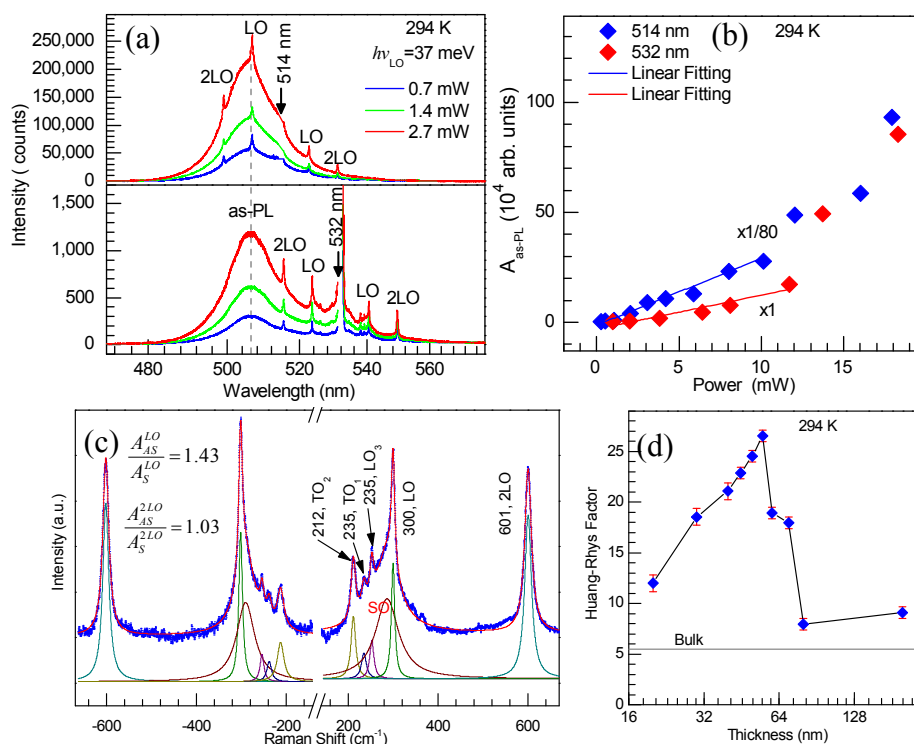 (a)
294 K
hν_LO=37 meV
0.7 mW
1.4 mW
2.7 mW
LO
2LO
514 nm
LO
2LO
250,000
200,000
150,000
100,000
50,000
0
Intensity ( counts)
as-PL
2LO
LO
532 nm
LO
2LO
1,500
1,000
500
0
480 500 520 540 560
Wavelength (nm)
514 nm
532 nm
Linear Fitting
Linear Fitting
294 K
(b)
x1/80
x1
100
50
0
A_as-PL (10^4 arb. units)
0 5 10 15
Power (mW)
(c)
A_AS^LO / A_S^LO = 1.43
A_AS^2LO / A_S^2LO = 1.03
212, TO_2
235, TO_1
235, LO_3
300, LO
601, 2LO
SO
Intensity (a.u.)
-600 -400 -200 200 400 600
Raman Shift (cm^-1)
294 K
(d)
Bulk
25
20
15
10
5
0
Huang-Rhys Factor
16 32 64 128
Thickness (nm)